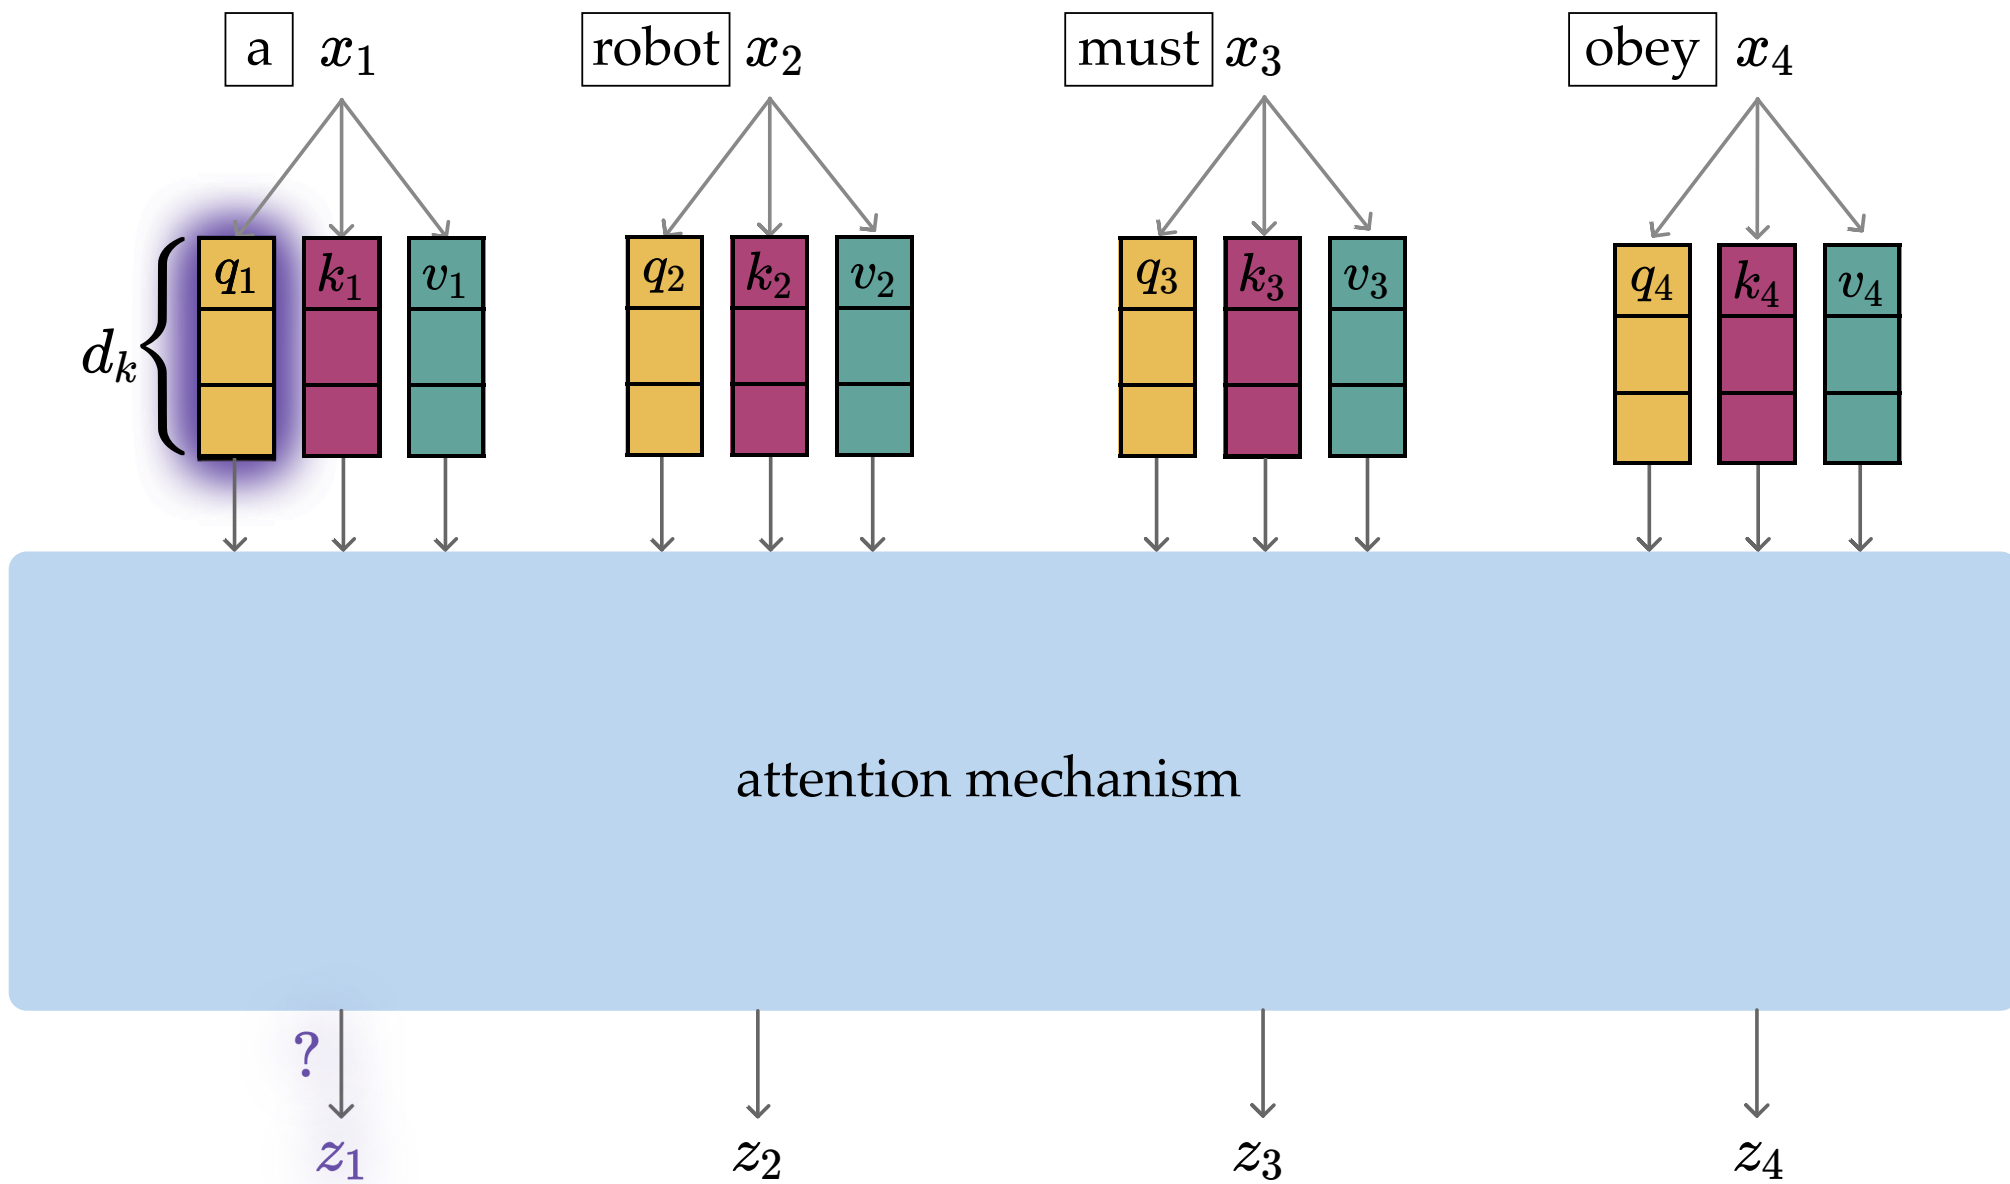 a x₁ robot x₂ must x₃ obey x₄
q₁ k₁ v₁ q₂ k₂ v₂ q₃ k₃ v₃ q₄ k₄ v₄
dₖ
attention mechanism
?
z₁ z₂ z₃ z₄